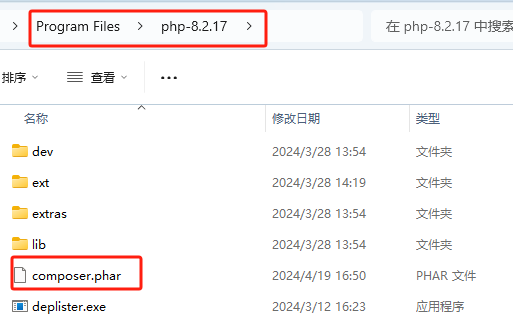 Program Files > php-8.2.17 >
在 php-8.2.17 中搜索
排序 查看 ...
名称 修改日期 类型
dev 2024/3/28 13:54 文件夹
ext 2024/3/28 14:19 文件夹
extras 2024/3/28 13:54 文件夹
lib 2024/3/28 13:54 文件夹
composer.phar 2024/4/19 16:50 PHAR 文件
deplister.exe 2024/3/12 16:23 应用程序